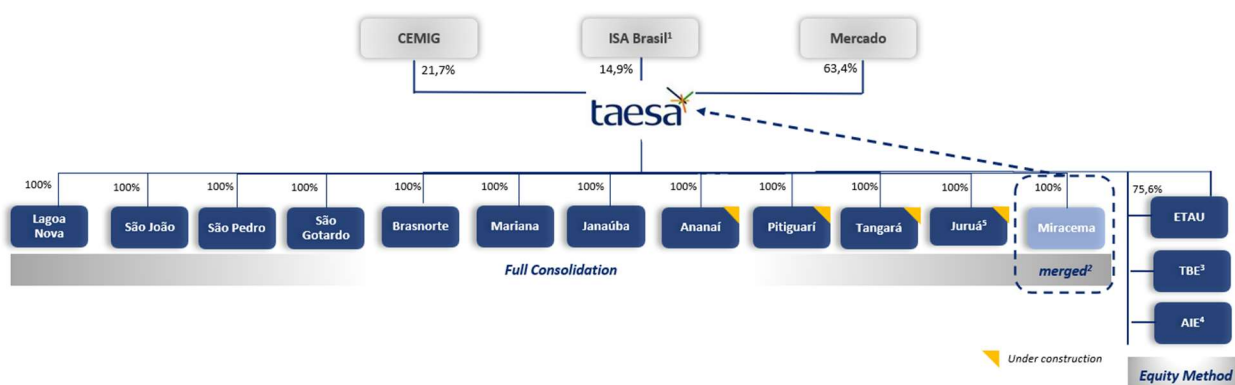 CEMIG
ISA Brasil¹
Mercado
21,7%
14,9%
63,4%
taesa
100%
100%
100%
100%
100%
100%
100%
100%
100%
100%
100%
100%
75,6%
Lagoa
Nova
São João
São Pedro
São
Gotardo
Brasnorte
Mariana
Janaúba
Ananaí
Pitiguarí
Tangará
Juruá⁵
Miracema
ETAU
Full Consolidation
merged²
TBE³
AIE⁴
Under construction
Equity Method